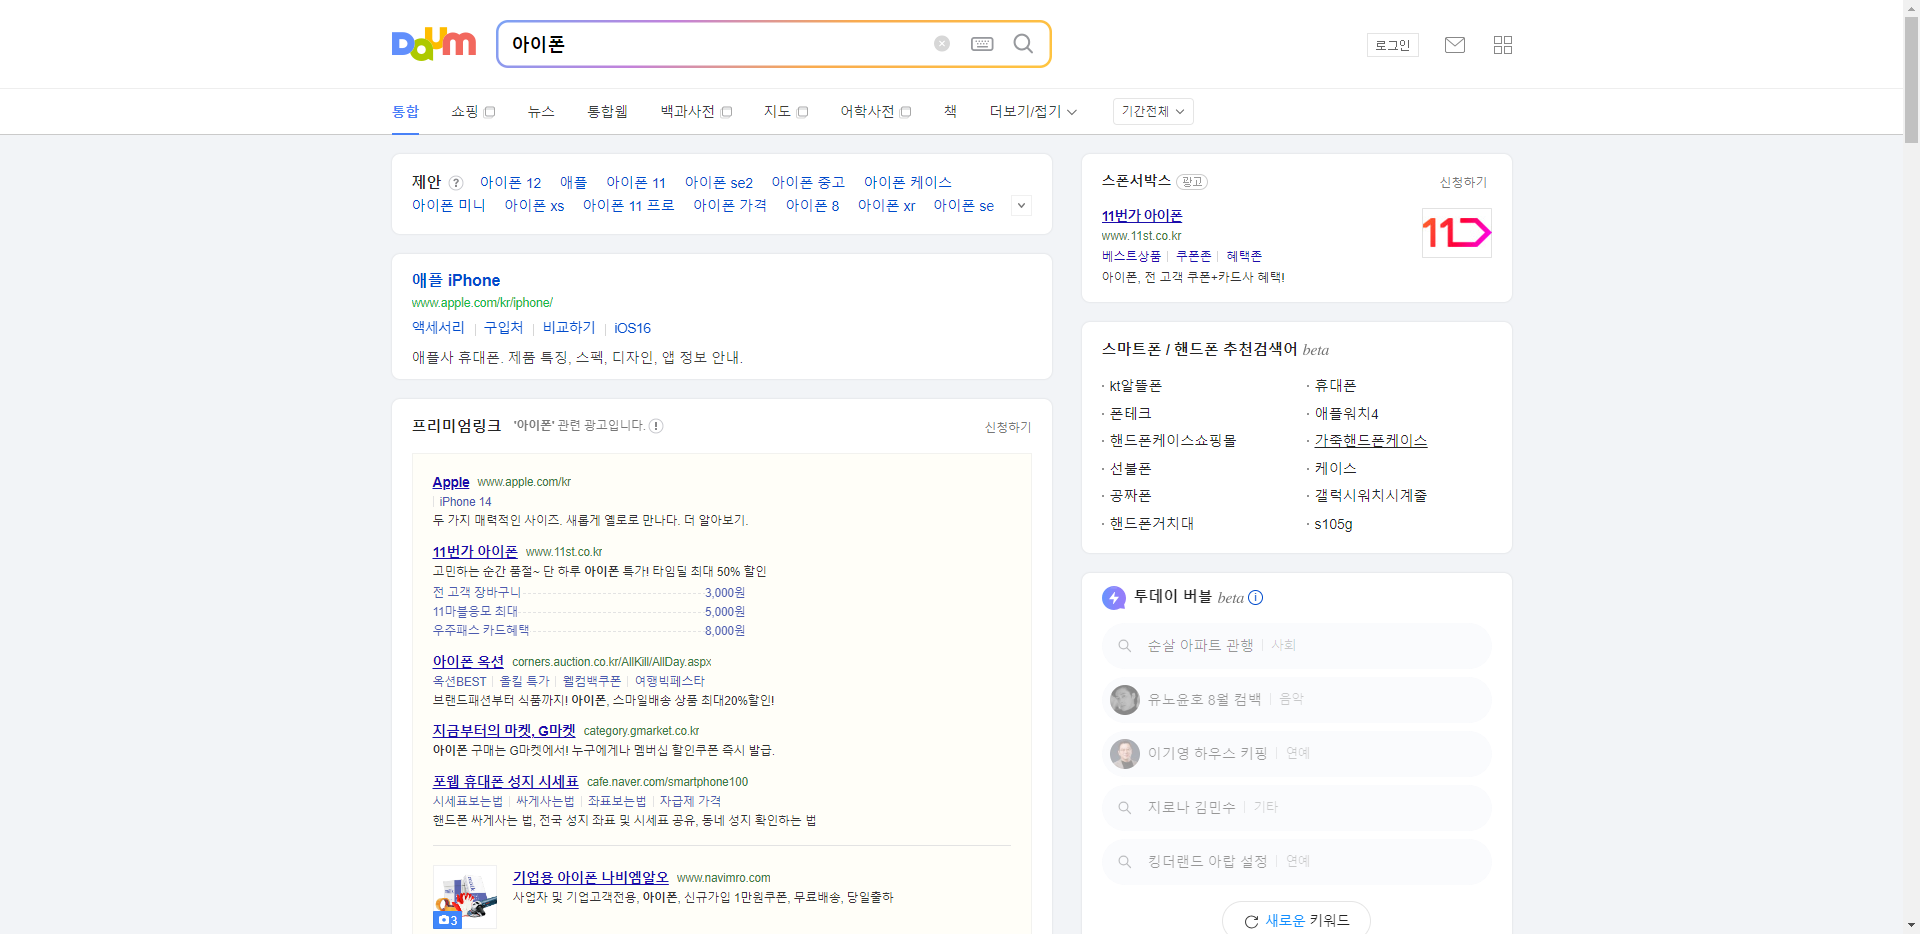 Daum 아이폰 로그인
통합 쇼핑 뉴스 통합웹 백과사전 지도 어학사전 책 더보기/접기 기간전체
제안 ? 아이폰 12 애플 아이폰 11 아이폰 se2 아이폰 중고 아이폰 케이스
아이폰 미니 아이폰 xs 아이폰 11 프로 아이폰 가격 아이폰 8 아이폰 xr 아이폰 se
애플 iPhone
www.apple.com/kr/iphone/
액세서리 구입처 비교하기 iOS16
애플사 휴대폰. 제품 특징, 스펙, 디자인, 앱 정보 안내.
프리미엄링크 '아이폰' 관련 광고입니다. ! 신청하기
Apple www.apple.com/kr
iPhone 14
두 가지 매력적인 사이즈. 새롭게 옐로로 만나다. 더 알아보기.
11번가 아이폰 www.11st.co.kr
고민하는 순간 품절~ 단 하루 아이폰 특가! 타임딜 최대 50% 할인
전 고객 장바구니 3,000원
11마블응모 최대 5,000원
우주패스 카드혜택 8,000원
아이폰 옥션 corners.auction.co.kr/AllKill/AllDay.aspx
옥션BEST 올킬 특가 웰컴백쿠폰 여행빅페스타
브랜드패션부터 식품까지! 아이폰, 스마일배송 상품 최대20%할인!
지금부터의 마켓, G마켓 category.gmarket.co.kr
아이폰 구매는 G마켓에서! 누구에게나 멤버십 할인쿠폰 즉시 발급.
포웹 휴대폰 성지 시세표 cafe.naver.com/smartphone100
시세표보는법 싸게사는법 좌표보는법 자급제 가격
핸드폰 싸게사는 법, 전국 성지 좌표 및 시세표 공유, 동네 성지 확인하는 법
3
기업용 아이폰 나비엠알오 www.navimro.com
사업자 및 기업고객전용, 아이폰, 신규가입 1만원쿠폰, 무료배송, 당일출하
스폰서박스 광고 신청하기
11번가 아이폰
www.11st.co.kr
베스트상품 쿠폰존 혜택존
아이폰, 전 고객 쿠폰+카드사 혜택!
11
스마트폰 / 핸드폰 추천검색어 beta
· kt알뜰폰 · 휴대폰
· 폰테크 · 애플워치4
· 핸드폰케이스쇼핑몰 · 가죽핸드폰케이스
· 선불폰 · 케이스
· 공짜폰 · 갤럭시워치시계줄
· 핸드폰거치대 · s105g
투데이 버블 beta i
순살 아파트 관행 사회
유노윤호 8월 컴백 음악
이기영 하우스 키핑 연예
지로나 김민수 기타
킹더랜드 아랍 설정 연예
새로운 키워드